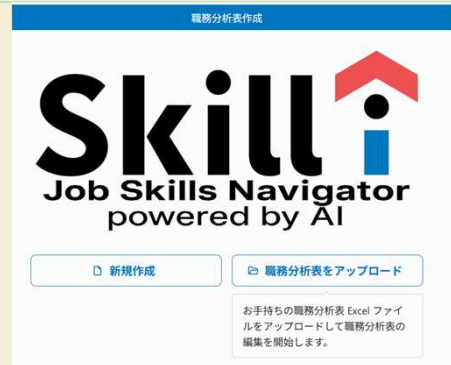 職務分析表作成
Skill i
Job Skills Navigator
powered by AI
新規作成
職務分析表をアップロード
お手持ちの職務分析表 Excel ファイ
ルをアップロードして職務分析表の
編集を開始します。